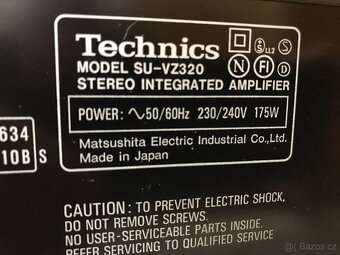 Technics
MODEL SU-VZ320
STEREO INTEGRATED AMPLIFIER
N FI D
POWER: ∿50/60Hz 230/240V 175W
Matsushita Electric Industrial Co.,Ltd.
Made in Japan
634
10B S
CAUTION: TO PREVENT ELECTRIC SHOCK,
DO NOT REMOVE SCREWS.
NO USER-SERVICEABLE PARTS INSIDE.
REFER SERVICING TO QUALIFIED SERVICE
Bazoš.cz